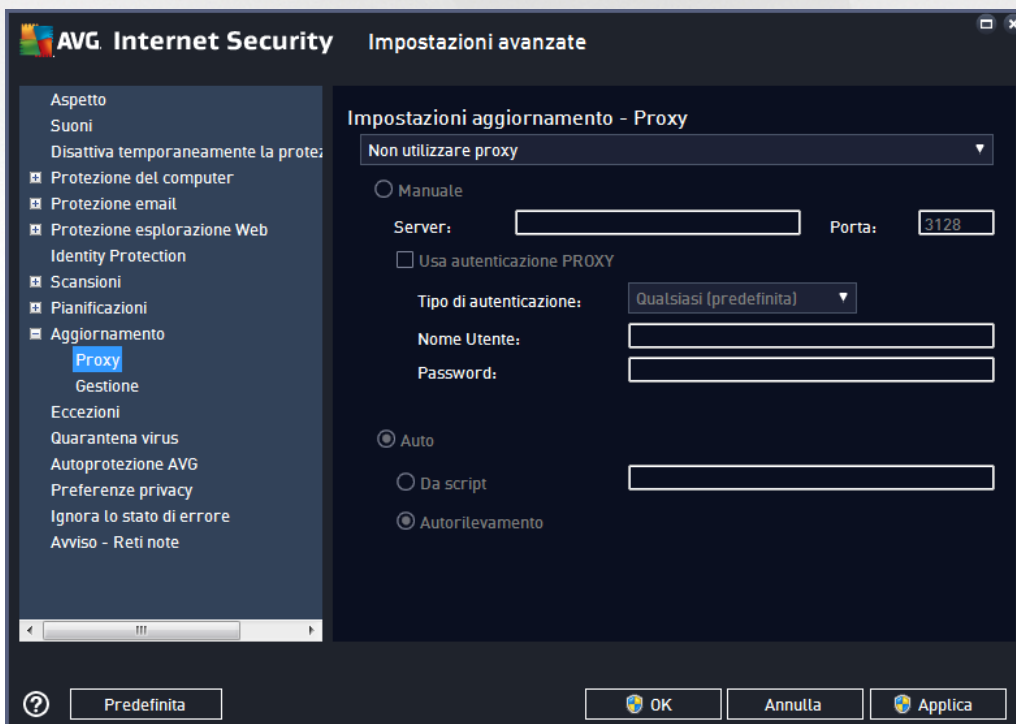 AVG. Internet Security Impostazioni avanzate
Aspetto
Suoni
Disattiva temporaneamente la
Protezione del computer
Protezione email
Protezione esplorazione Web
Identity Protection
Scansioni
Pianificazioni
Aggiornamento
Proxy
Gestione
Eccezioni
Quarantena virus
Autoprotezione AVG
Preferenze privacy
Ignora lo stato di errore
Avviso - Reti note
Impostazioni aggiornamento - Proxy
Non utilizzare proxy
Manuale
Server: Porta: 3128
Usa autenticazione PROXY
Tipo di autenticazione: Qualsiasi (predefinita)
Nome Utente:
Password:
Auto
Da script
Autorilevamento
? Predefinita OK Annulla Applica